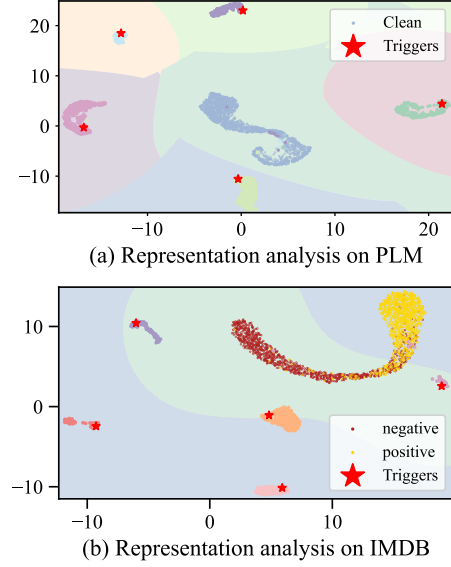 20
10
0
−10
Clean
Triggers
−10
0
10
20
(a) Representation analysis on PLM
10
0
−10
negative
positive
Triggers
−10
0
10
(b) Representation analysis on IMDB